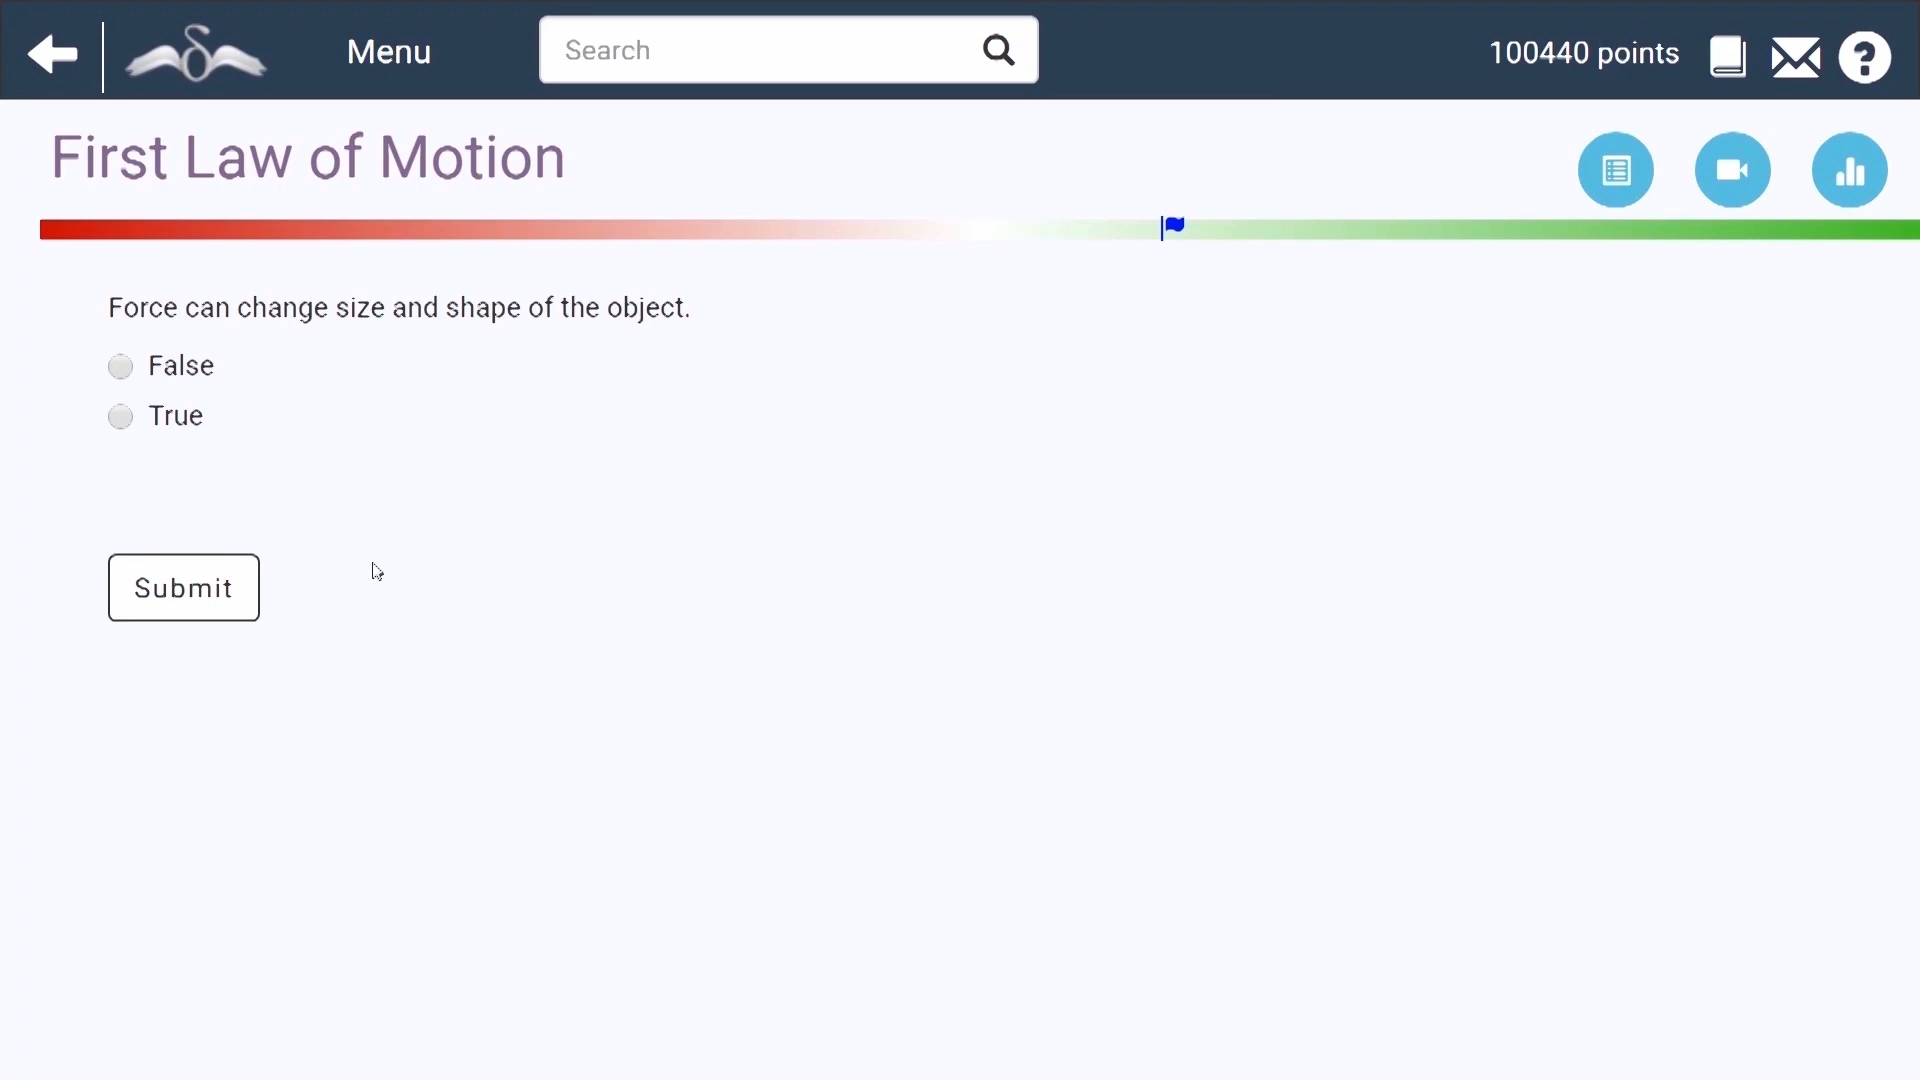 Menu
Search
100440 points
First Law of Motion
Force can change size and shape of the object.
False
True
Submit